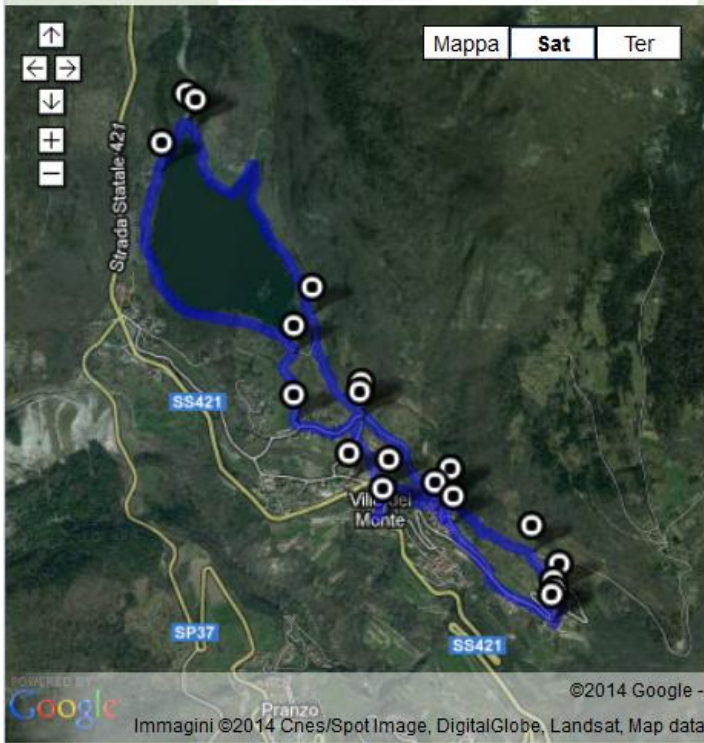 Mappa Sat Ter
Strada Statale 421
SS421
Ville del
Monte
SP37
SS421
POWERED BY
Google
Pranzo
©2014 Google -
Immagini ©2014 Cnes/Spot Image, DigitalGlobe, Landsat, Map data